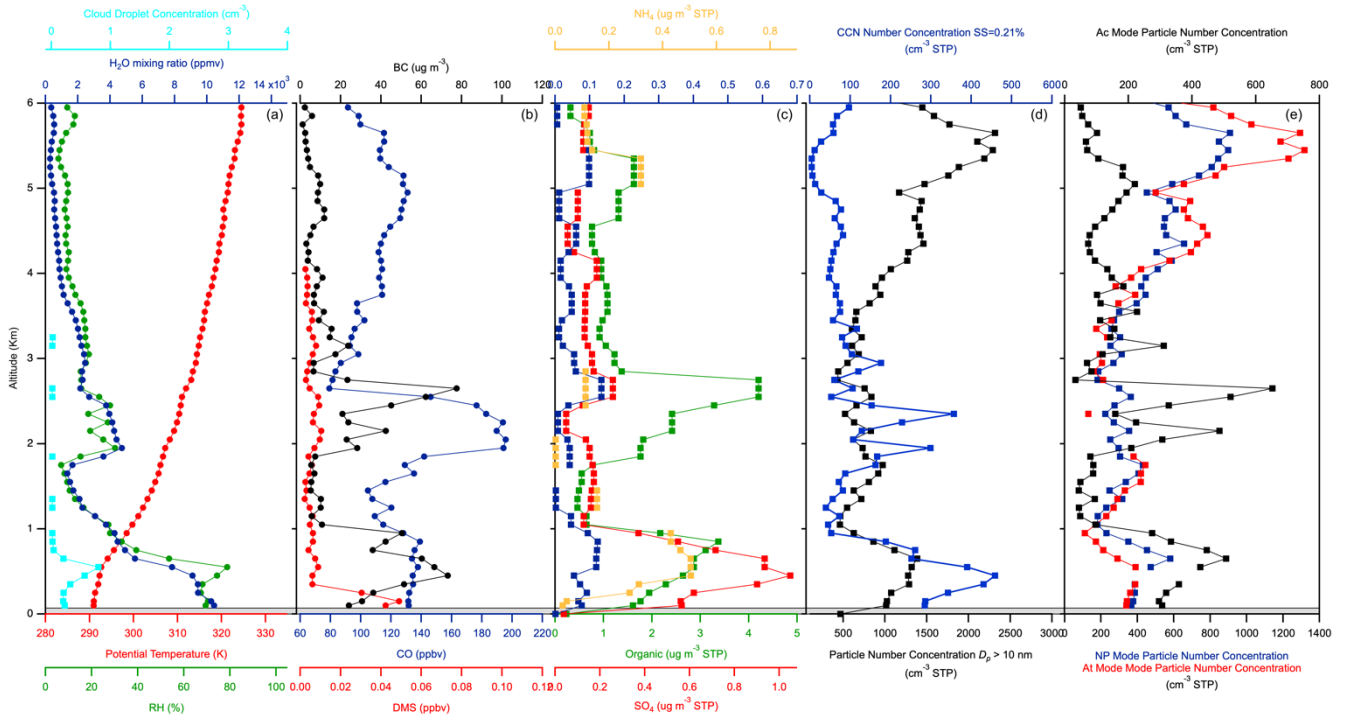 Cloud Droplet Concentration (cm⁻³)
0 1 2 3 4
H₂O mixing ratio (ppmv)
0 2 4 6 8 10 12 14 x10³
BC (ug m⁻³)
0 20 40 60 80 100 120
NH₄ (ug m⁻³ STP)
0.0 0.2 0.4 0.6 0.8
0 0.1 0.2 0.3 0.4 0.5 0.6 0.7
CCN Number Concentration SS=0.21%
(cm⁻³ STP)
0 100 200 300 400 500 600
Ac Mode Particle Number Concentration
(cm⁻³ STP)
0 200 400 600 800
(a) (b) (c) (d) (e)
Altitude (Km)
6
5
4
3
2
1
0
280 290 300 310 320 330
Potential Temperature (K)
0 20 40 60 80 100
RH (%)
60 80 100 120 140 160 180 200 220
CO (ppbv)
0.00 0.02 0.04 0.06 0.08 0.10 0.12
DMS (ppbv)
0 1 2 3 4 5
Organic (ug m⁻³ STP)
0.2 0.4 0.6 0.8 1.0
SO₄ (ug m⁻³ STP)
500 1000 1500 2000 2500 3000
Particle Number Concentration Dₚ > 10 nm
(cm⁻³ STP)
200 400 600 800 1000 1200 1400
NP Mode Particle Number Concentration
At Mode Mode Particle Number Concentration
(cm⁻³ STP)